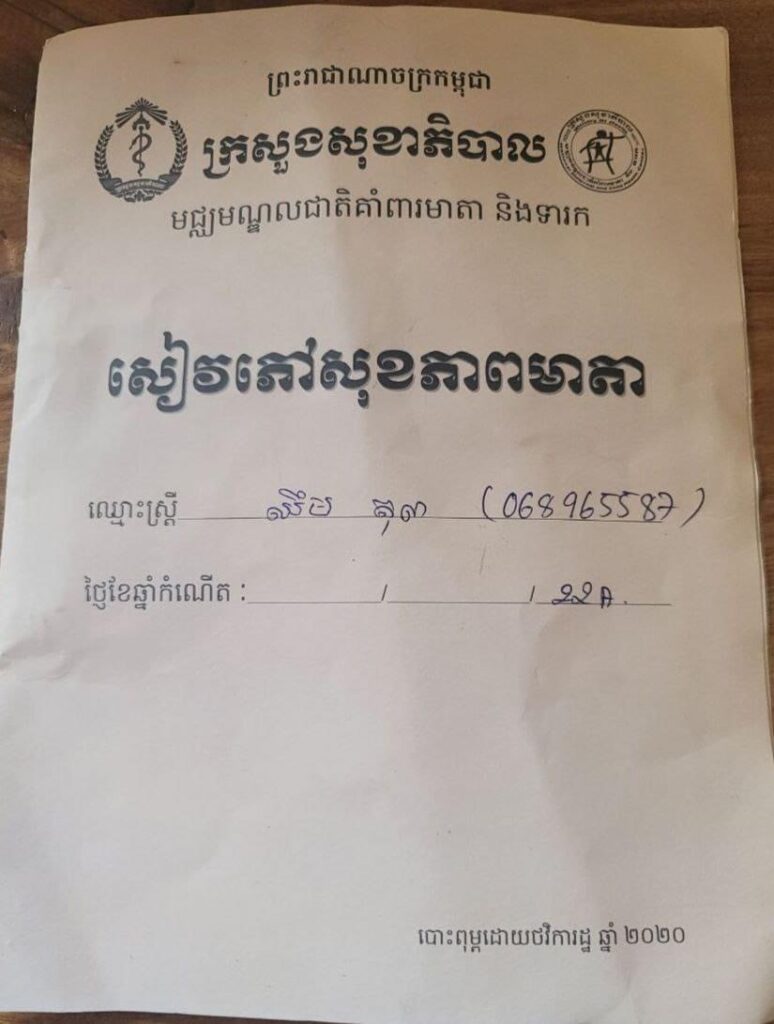 ព្រះរាជាណាចក្រកម្ពុជា
ក្រសួងសុខាភិបាល
មជ្ឈមណ្ឌលជាតិគាំពារមាតា និងទារក
សៀវភៅសុខភាពមាតា
ឈ្មោះស្ត្រី ឈឹម (068965587)
ថ្ងៃខែឆ្នាំកំណើត : / / 22A.
បោះពុម្ពដោយថវិការដ្ឋ ឆ្នាំ ២០២០